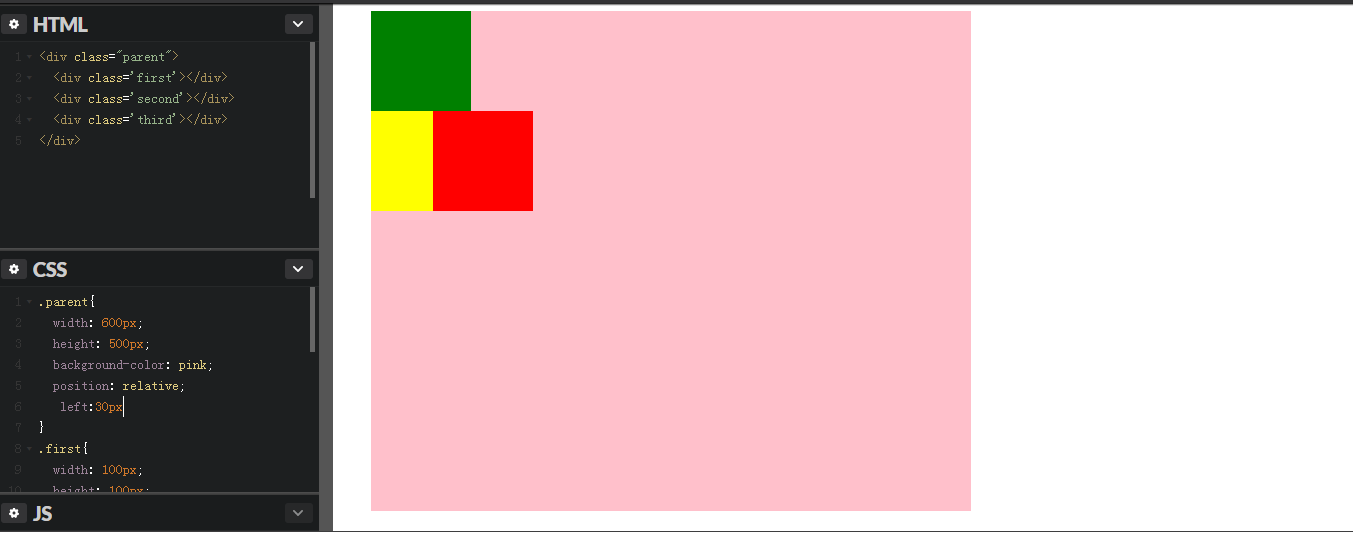 HTML
1 <div class="parent">
2 <div class='first'></div>
3 <div class='second'></div>
4 <div class='third'></div>
5 </div>
CSS
1 .parent{
2 width: 600px;
3 height: 500px;
4 background-color: pink;
5 position: relative;
6 left:30px
7 }
8 .first{
9 width: 100px;
10 height: 100px;
JS